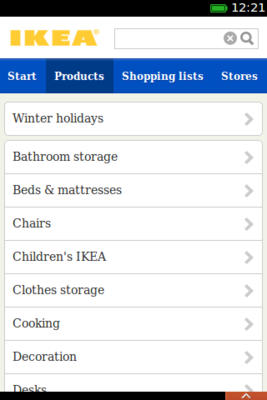 12:21
IKEA®
Start Products Shopping lists Stores
Winter holidays
Bathroom storage
Beds & mattresses
Chairs
Children's IKEA
Clothes storage
Cooking
Decoration
Desks